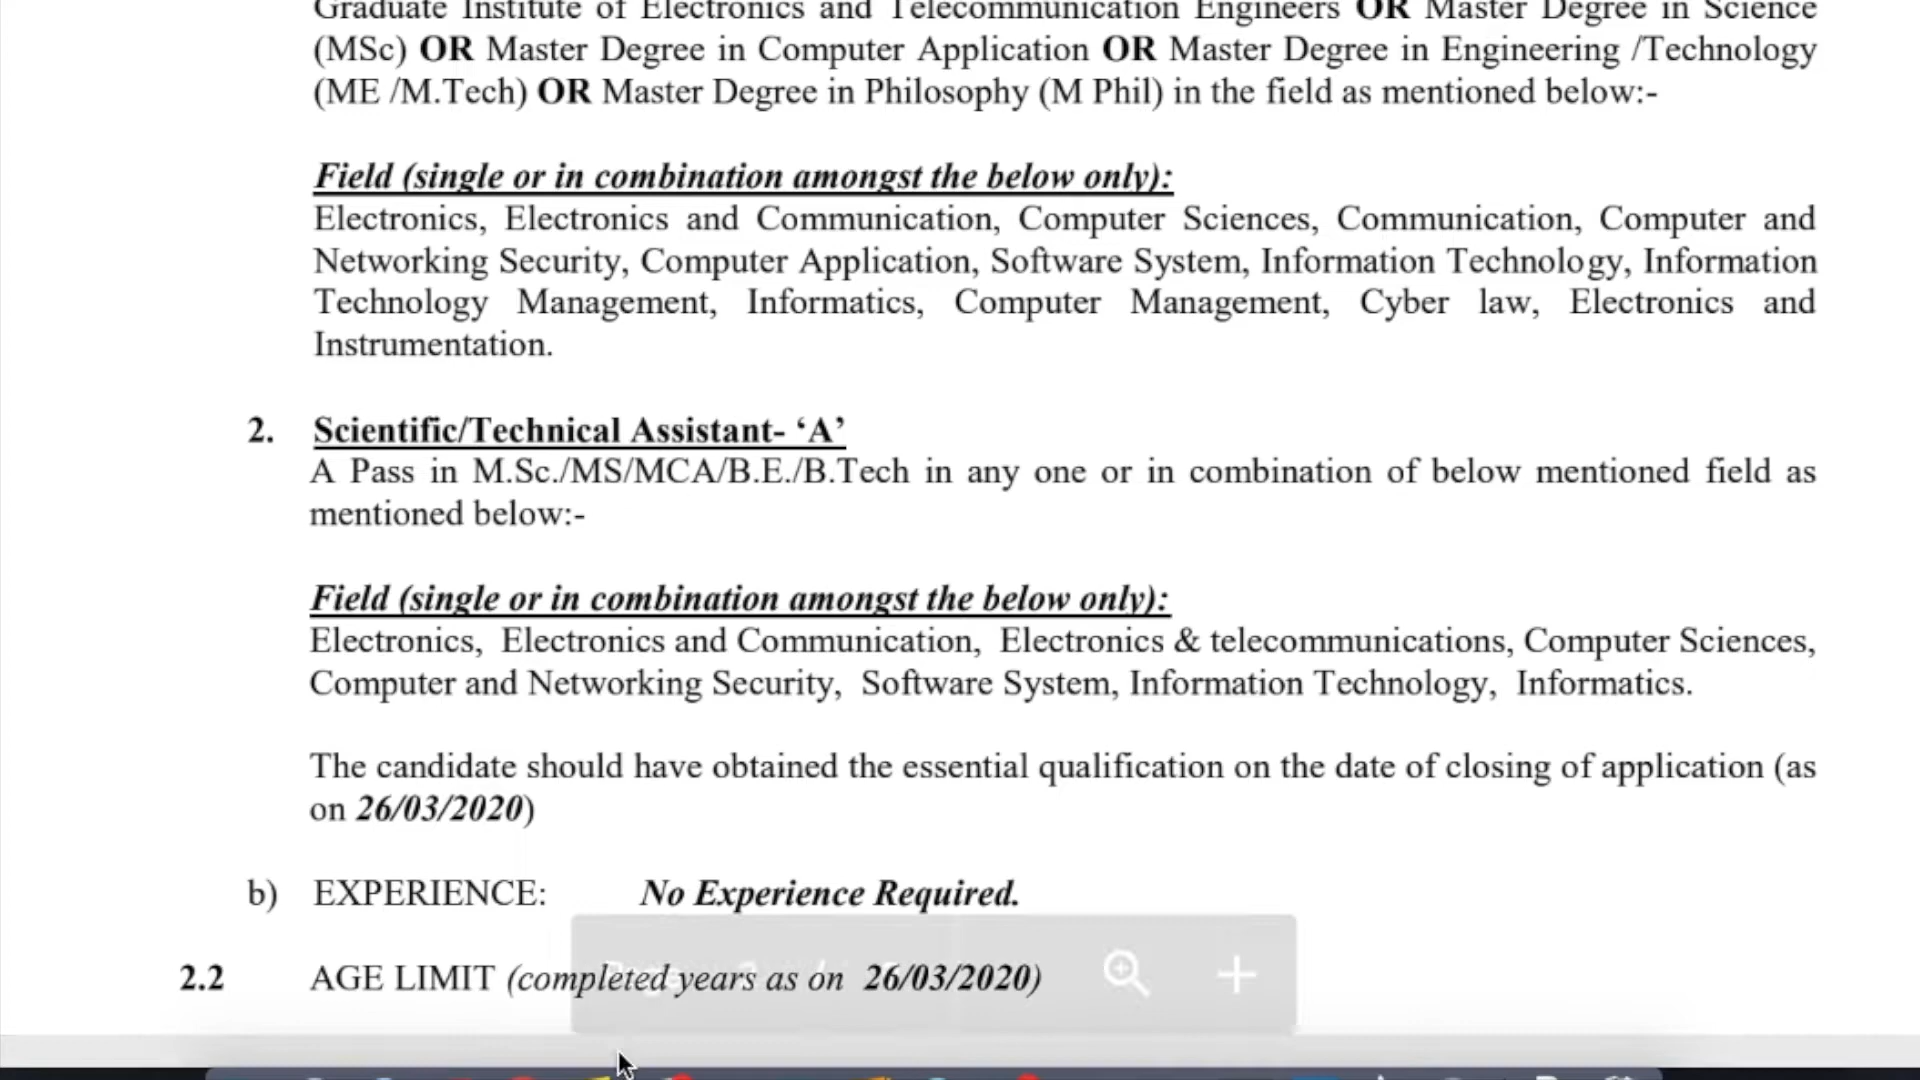 Graduate Institute of Electronics and Telecommunication Engineers OR Master Degree in Science
(MSc) OR Master Degree in Computer Application OR Master Degree in Engineering /Technology
(ME /M.Tech) OR Master Degree in Philosophy (M Phil) in the field as mentioned below:-
Field (single or in combination amongst the below only):
Electronics, Electronics and Communication, Computer Sciences, Communication, Computer and
Networking Security, Computer Application, Software System, Information Technology, Information
Technology Management, Informatics, Computer Management, Cyber law, Electronics and
Instrumentation.
2. Scientific/Technical Assistant- ‘A’
A Pass in M.Sc./MS/MCA/B.E./B.Tech in any one or in combination of below mentioned field as
mentioned below:-
Field (single or in combination amongst the below only):
Electronics, Electronics and Communication, Electronics & telecommunications, Computer Sciences,
Computer and Networking Security, Software System, Information Technology, Informatics.
The candidate should have obtained the essential qualification on the date of closing of application (as
on 26/03/2020)
b) EXPERIENCE: No Experience Required.
2.2 AGE LIMIT (completed years as on 26/03/2020)